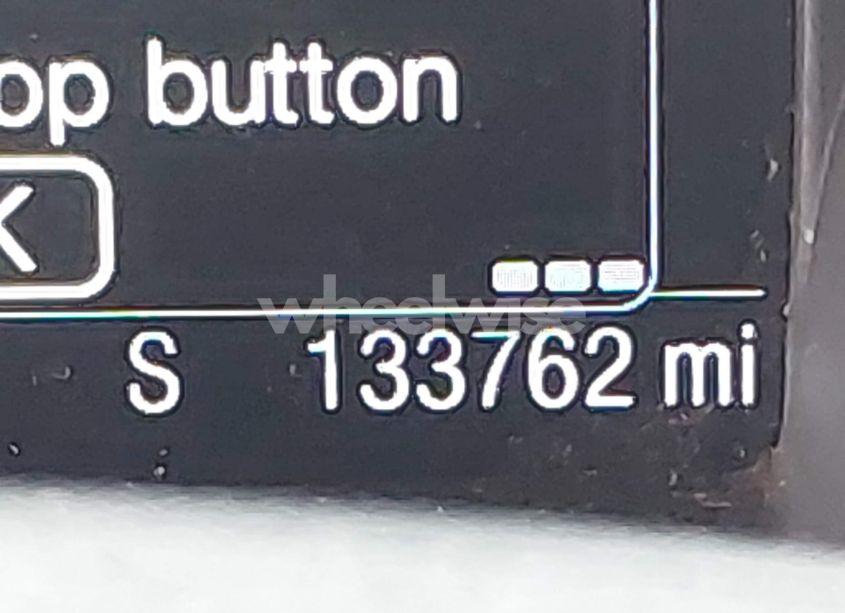 op button
K
wheelwise
S 133762 mi